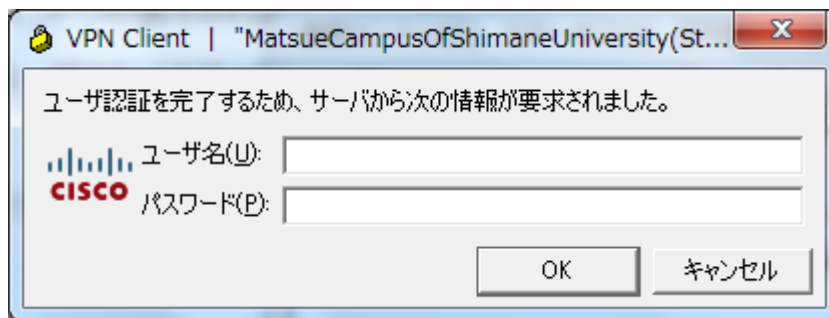 VPN Client | "MatsueCampusOfShimaneUniversity(St...
ユーザ認証を完了するため、サーバから次の情報が要求されました。
CISCO
ユーザ名(U):
パスワード(P):
OK
キャンセル